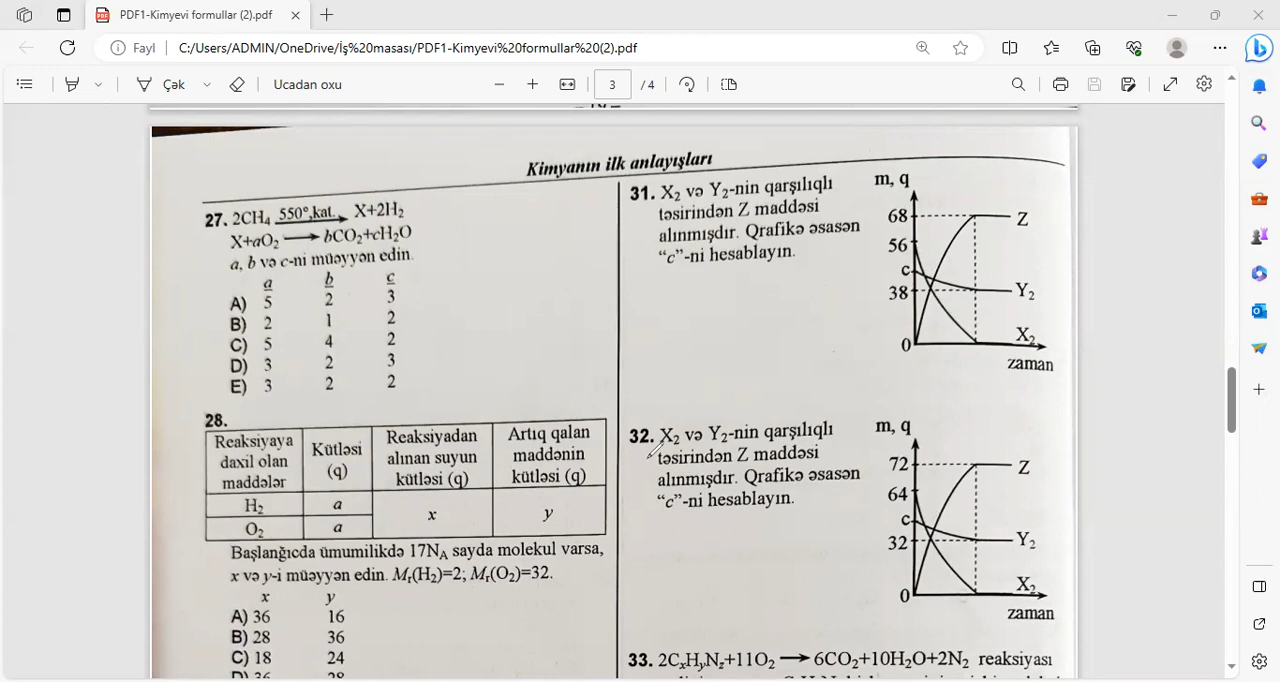 PDF1-Kimyevi formullar (2).pdf
Fayl C:/Users/ADMIN/OneDrive/İş%20masası/PDF1-Kimyevi%20formullar%20(2).pdf
Çək Ucadan oxu 3 /4
Kimyanın ilk anlayışları
27. 2CH₄ 550°,kat. → X+2H₂
X+aO₂ → bCO₂+cH₂O
a, b və c-ni müəyyən edin.
a b c
A) 5 2 3
B) 2 1 2
C) 5 4 2
D) 3 2 3
E) 3 2 2
28.
Reaksiyaya daxil olan maddələr | Kütləsi (q) | Reaksiyadan alınan suyun kütləsi (q) | Artıq qalan maddənin kütləsi (q)
H₂ a x y
O₂ a
Başlanğıcda ümumilikdə 17N_A sayda molekul varsa,
x və y-i müəyyən edin. M_r(H₂)=2; M_r(O₂)=32.
x y
A) 36 16
B) 28 36
C) 18 24
31. X₂ və Y₂-nin qarşılıqlı
təsirindən Z maddəsi
alınmışdır. Qrafikə əsasən
“c”-ni hesablayın.
m, q
68 Z
56
c
38 Y₂
0 X₂
zaman
32. X₂ və Y₂-nin qarşılıqlı
təsirindən Z maddəsi
alınmışdır. Qrafikə əsasən
“c”-ni hesablayın.
m, q
72 Z
64
c
32 Y₂
0 X₂
zaman
33. 2CₓHᵧN_z+11O₂ → 6CO₂+10H₂O+2N₂ reaksiyası